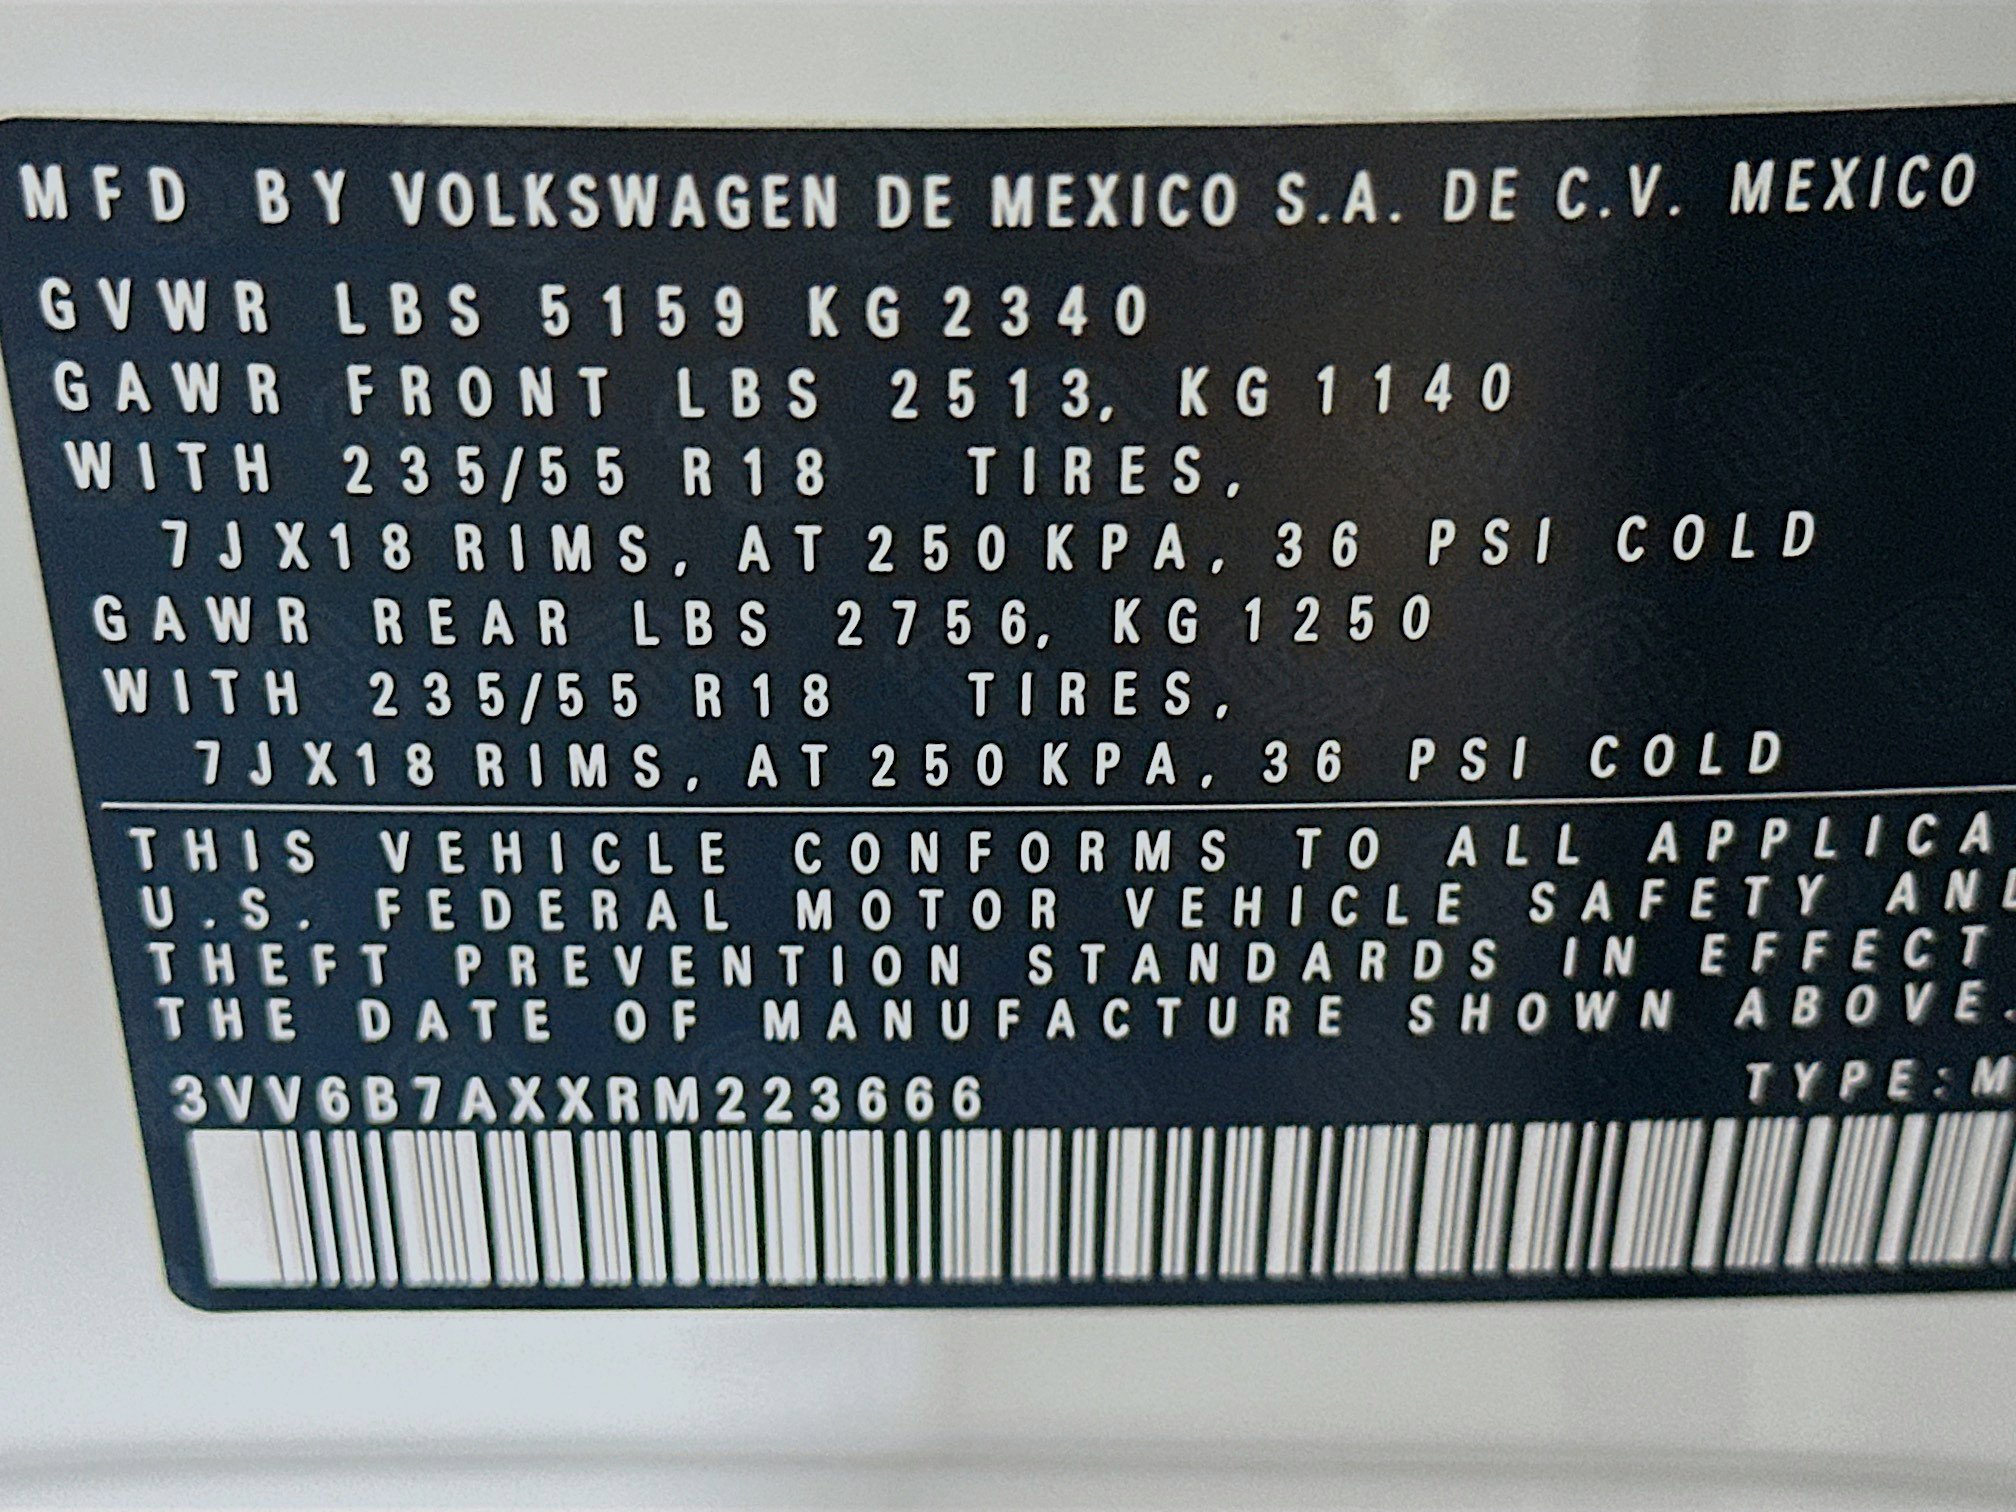 MFD BY VOLKSWAGEN DE MEXICO S.A. DE C.V. MEXICO
GVWR LBS 5159 KG 2340
GAWR FRONT LBS 2513, KG 1140
WITH 235/55 R18 TIRES,
7JX18 RIMS, AT 250 KPA, 36 PSI COLD
GAWR REAR LBS 2756, KG 1250
WITH 235/55 R18 TIRES,
7JX18 RIMS, AT 250 KPA, 36 PSI COLD
THIS VEHICLE CONFORMS TO ALL APPLICA
U.S. FEDERAL MOTOR VEHICLE SAFETY AND
THEFT PREVENTION STANDARDS IN EFFECT
THE DATE OF MANUFACTURE SHOWN ABOVE.
3VV6B7AXXRM223666 TYPE:M